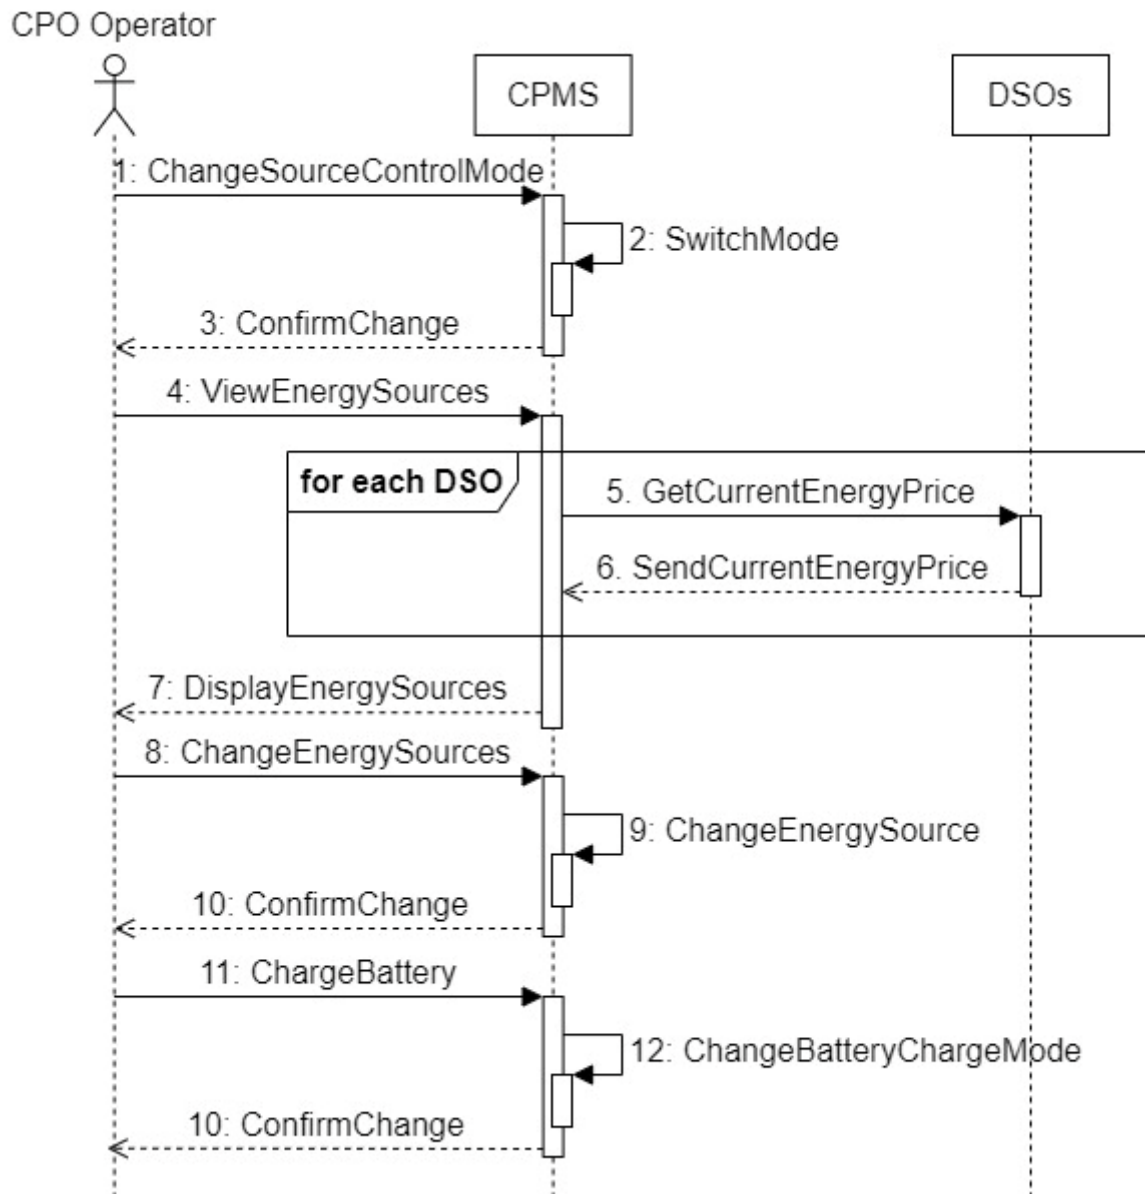 CPO Operator
CPMS
DSOs
1: ChangeSourceControlMode
2: SwitchMode
3: ConfirmChange
4: ViewEnergySources
for each DSO
5. GetCurrentEnergyPrice
6. SendCurrentEnergyPrice
7: DisplayEnergySources
8: ChangeEnergySources
9: ChangeEnergySource
10: ConfirmChange
11: ChargeBattery
12: ChangeBatteryChargeMode
10: ConfirmChange